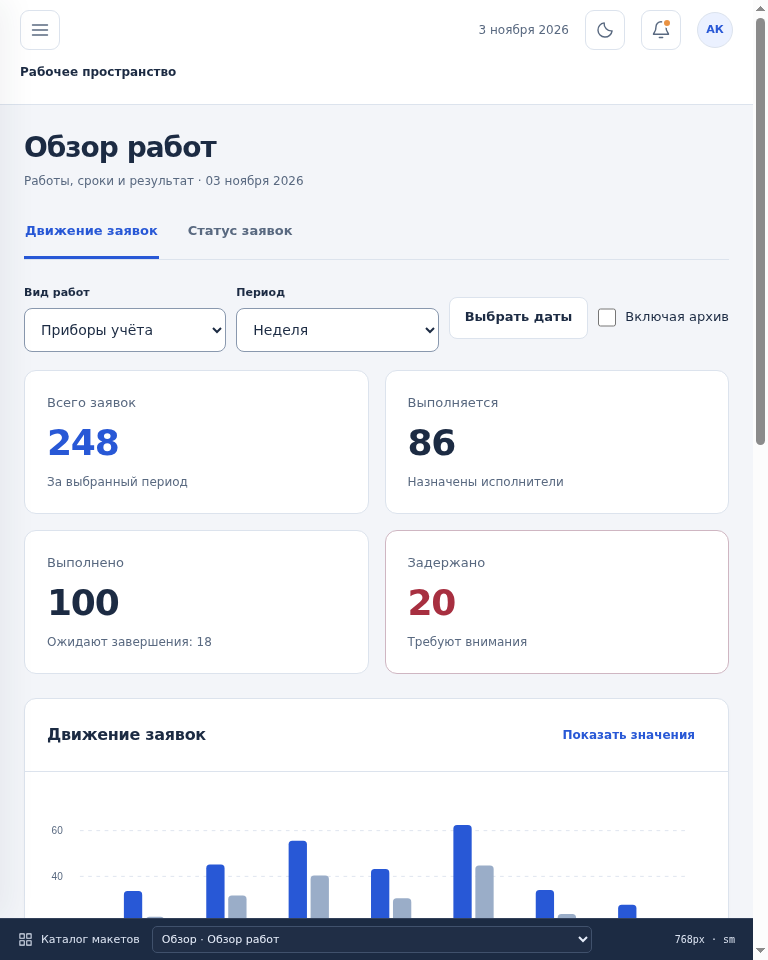 3 ноября 2026
АК
Рабочее пространство
Обзор работ
Работы, сроки и результат · 03 ноября 2026
Движение заявок
Статус заявок
Вид работ
Период
Приборы учёта
Неделя
Выбрать даты
Включая архив
Всего заявок
248
За выбранный период
Выполняется
86
Назначены исполнители
Выполнено
100
Ожидают завершения: 18
Задержано
20
Требуют внимания
Движение заявок
Показать значения
60
40
Каталог макетов
Обзор · Обзор работ
768px · sm